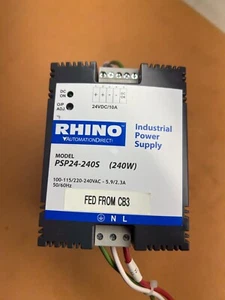 DC
ON
O/P
ADJ
24VDC/10A
RHINO
AUTOMATIONDIRECT
Industrial
Power
Supply
MODEL
PSP24-240S (240W)
100-115/220-240VAC - 5.9/2.3A
50/60Hz
FED FROM CB3
N L